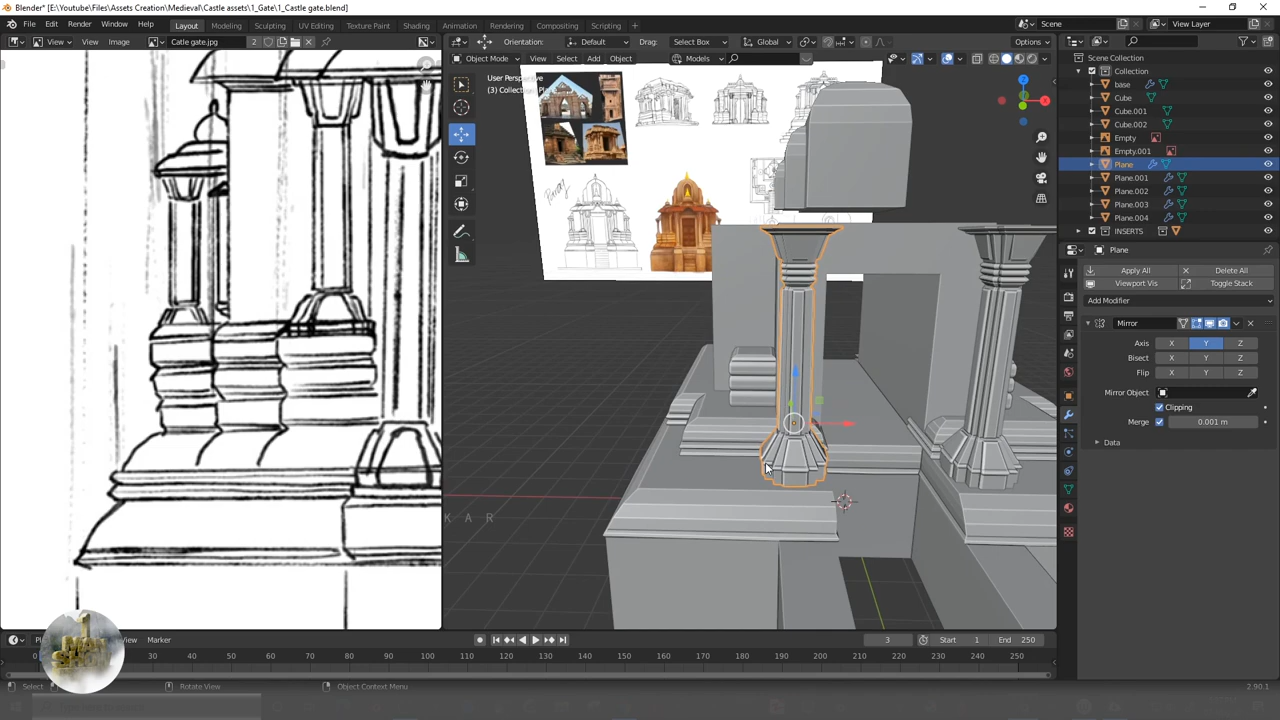 Blender* [E:\Youtube\Files\Assets Creation\Medieval\Castle assets\1_Gate\1_Castle gate.blend]
File Edit Render Window Help Layout Modeling Sculpting UV Editing Texture Paint Shading Animation Rendering Compositing Scripting + Scene View Layer
View View Image Catle gate.jpg 2 Orientation: Default Drag: Select Box Global Options
Object Mode View Select Add Object Models
User Perspective
(3) Collection
Scene Collection
Collection
base
Cube
Cube.001
Cube.002
Empty
Empty.001
Plane
Plane.001
Plane.002
Plane.003
Plane.004
INSERTS
Plane
Apply All Delete All
Viewport Vis Toggle Stack
Add Modifier
Mirror
Axis X Y Z
Bisect X Y Z
Flip X Y Z
Mirror Object
Clipping
Merge 0.001 m
Data
K A R
View Marker 3 Start 1 End 250
0 30 40 50 60 70 80 90 100 110 120 130 140 150 160 170 180 190 200 210 220 230 240 250
Select Rotate View Object Context Menu 2.90.1